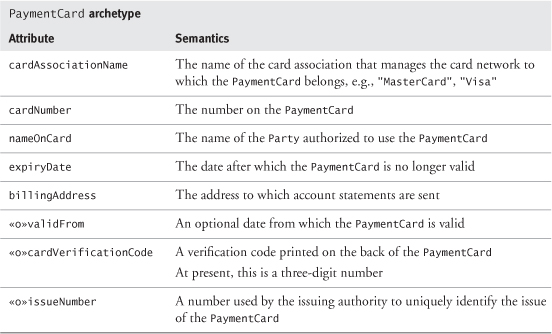 PaymentCard archetype
Attribute Semantics
cardAssociationName The name of the card association that manages the card network to
which the PaymentCard belongs, e.g., "MasterCard", "Visa"
cardNumber The number on the PaymentCard
nameOnCard The name of the Party authorized to use the PaymentCard
expiryDate The date after which the PaymentCard is no longer valid
billingAddress The address to which account statements are sent
«o»validFrom An optional date from which the PaymentCard is valid
«o»cardVerificationCode A verification code printed on the back of the PaymentCard
At present, this is a three-digit number
«o»issueNumber A number used by the issuing authority to uniquely identify the issue
of the PaymentCard